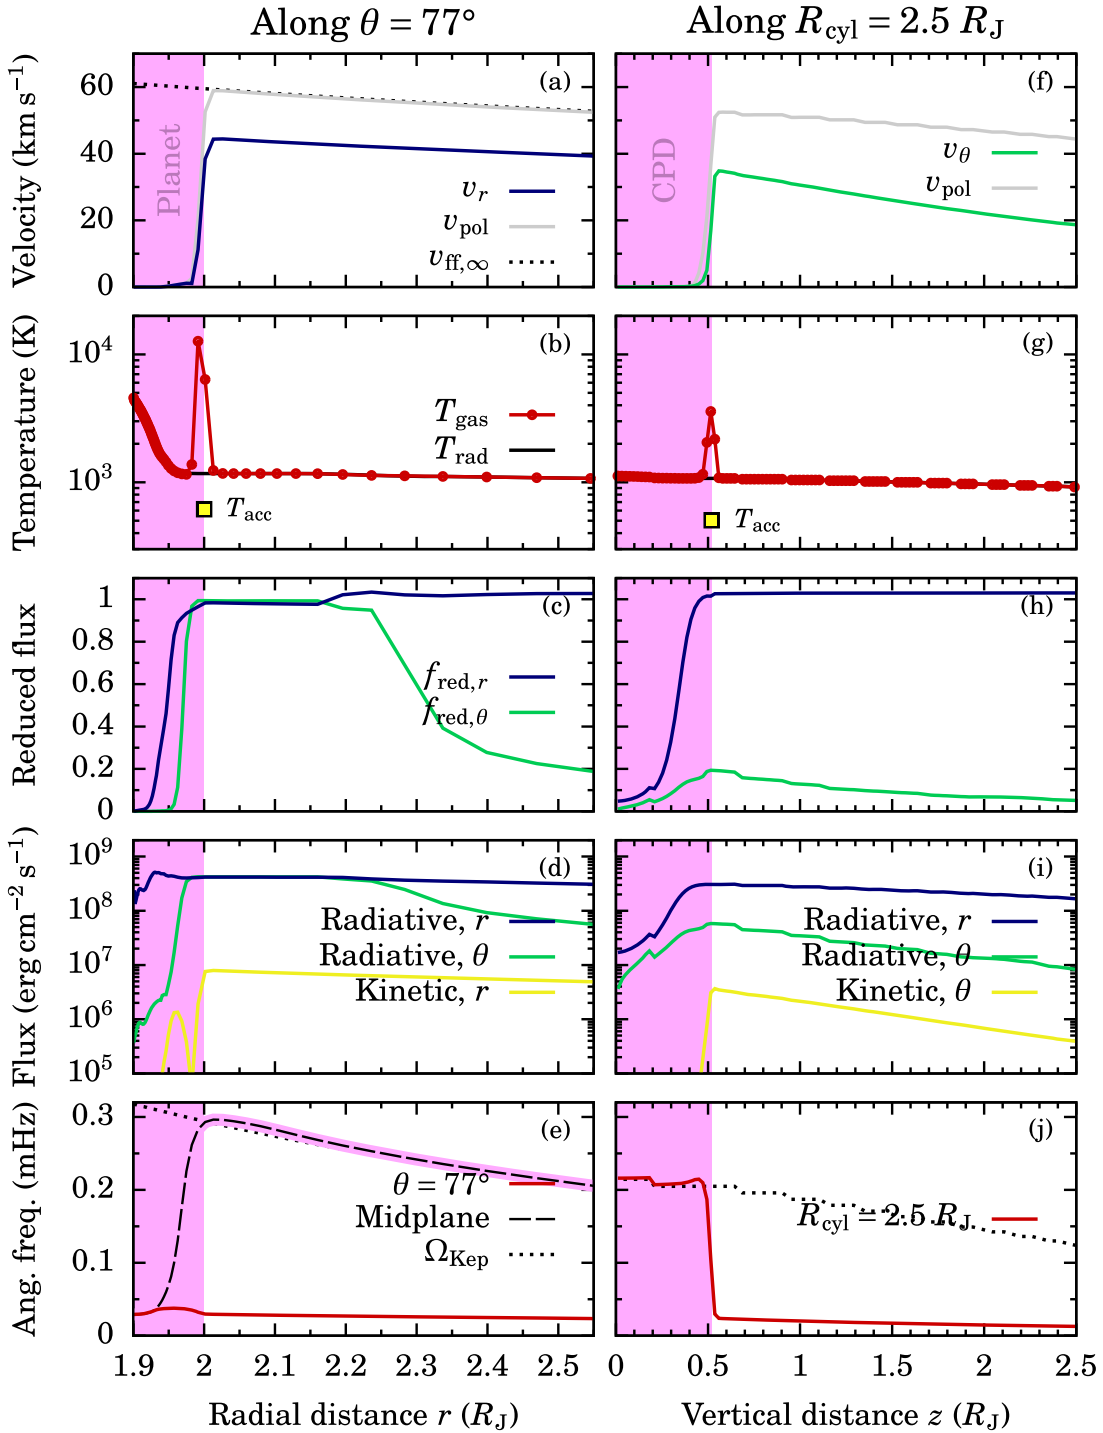 Along θ = 77° Along R_cyl = 2.5 R_J
Velocity (km s⁻¹)
60
40
20
0
Planet
(a)
v_r
v_pol
v_ff,∞
CPD
(f)
v_θ
v_pol
Temperature (K)
10⁴
10³
(b)
T_gas
T_rad
T_acc
(g)
T_acc
Reduced flux
1
0.8
0.6
0.4
0.2
0
(c)
f_red,r
f_red,θ
(h)
Flux (erg cm⁻² s⁻¹)
10⁹
10⁸
10⁷
10⁶
10⁵
(d)
Radiative, r
Radiative, θ
Kinetic, r
(i)
Radiative, r
Radiative, θ
Kinetic, θ
Ang. freq. (mHz)
0.3
0.2
0.1
0
(e)
θ = 77°
Midplane
Ω_Kep
(j)
R_cyl = 2.5 R_J
1.9 2 2.1 2.2 2.3 2.4 2.5
0 0.5 1 1.5 2 2.5
Radial distance r (R_J)
Vertical distance z (R_J)